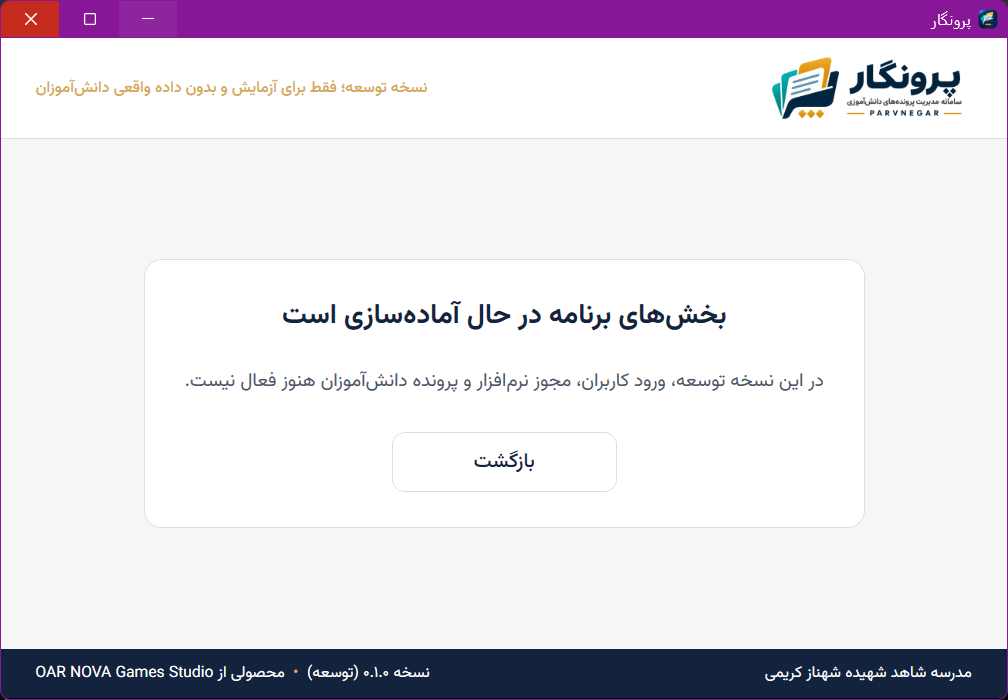 پرونگار
پرونگار
سامانه مدیریت پرونده‌های دانش‌آموزی
PARVNEGAR
نسخه توسعه؛ فقط برای آزمایش و بدون داده واقعی دانش‌آموزان
بخش‌های برنامه در حال آماده‌سازی است
در این نسخه توسعه، ورود کاربران، مجوز نرم‌افزار و پرونده دانش‌آموزان هنوز فعال نیست.
بازگشت
مدرسه شاهد شهیده شهناز کریمی
نسخه ۰.۱.۰ (توسعه) • محصولی از OAR NOVA Games Studio